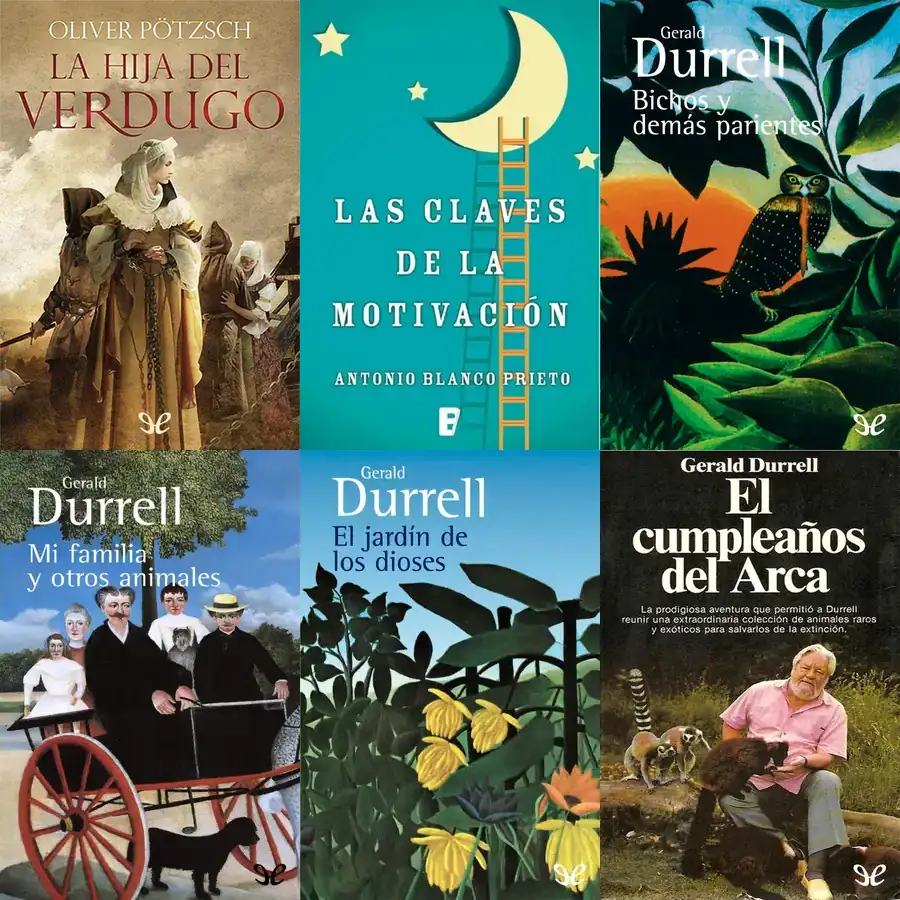 OLIVER PÖTZSCH
LA HIJA DEL
VERDUGO
LAS CLAVES
DE LA
MOTIVACIÓN
ANTONIO BLANCO PRIETO
B
Gerald
Durrell
Bichos y
demás parientes
Gerald
Durrell
Mi familia
y otros animales
Gerald
Durrell
El jardín de
los dioses
Gerald Durrell
El
cumpleaños
del Arca
La prodigiosa aventura que permitió a Durrell
reunir una extraordinaria colección de animales raros
y exóticos para salvarlos de la extinción.